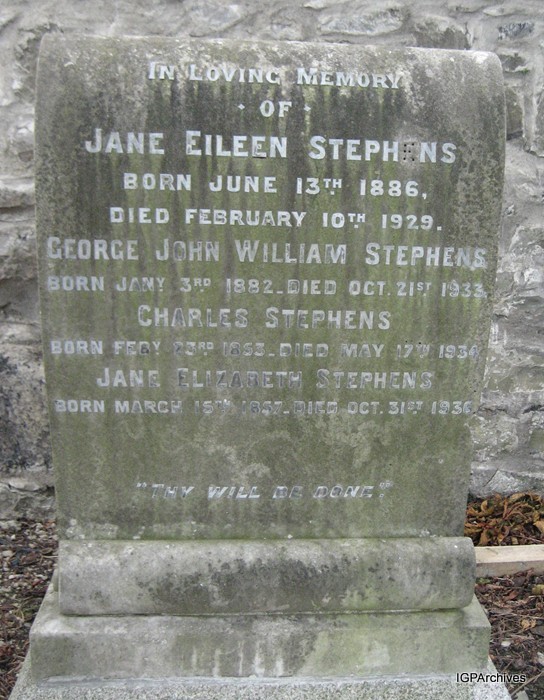 IN LOVING MEMORY
· OF ·
JANE EILEEN STEPHENS
BORN JUNE 13TH 1886,
DIED FEBRUARY 10TH 1929.
GEORGE JOHN WILLIAM STEPHENS
BORN JANY 3RD 1882. DIED OCT. 21ST 1933.
CHARLES STEPHENS
BORN FEBY 23RD 1853. DIED MAY 17TH 1934.
JANE ELIZABETH STEPHENS
BORN MARCH 15TH 1857. DIED OCT. 31ST 1936.
"THY WILL BE DONE"
IGPArchives